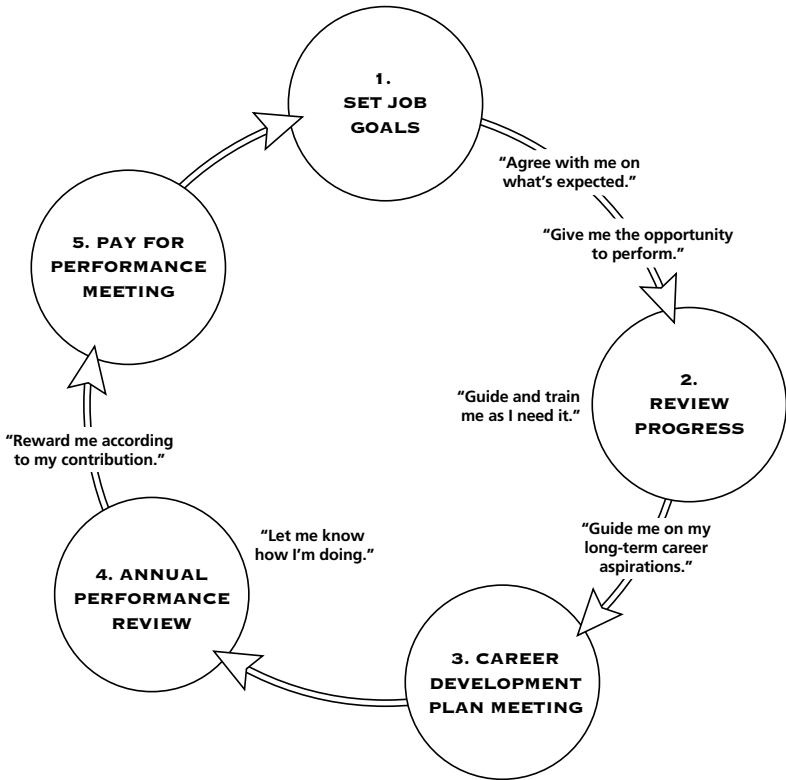 1.
SET JOB
GOALS
“Agree with me on
what’s expected.”
“Give me the opportunity
to perform.”
2.
REVIEW
PROGRESS
“Guide and train
me as I need it.”
“Guide me on my
long-term career
aspirations.”
3. CAREER
DEVELOPMENT
PLAN MEETING
“Let me know
how I’m doing.”
4. ANNUAL
PERFORMANCE
REVIEW
“Reward me according
to my contribution.”
5. PAY FOR
PERFORMANCE
MEETING